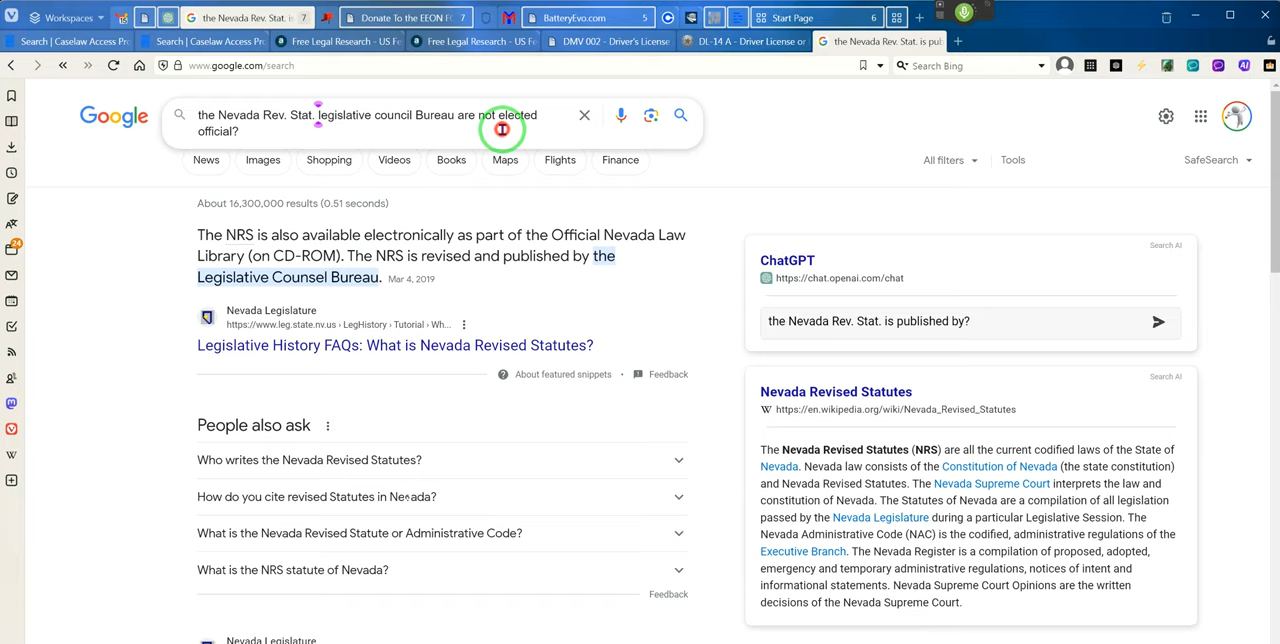 Workspaces
the Nevada Rev. Stat. is
7
Donate To the EEON F
7
BatteryEvo.com
5
Start Page
6
Search | Caselaw Access Pr
Search | Caselaw Access Pro
Free Legal Research - US Fe
Free Legal Research - US Fe
DMV 002 - Driver's License
DL-14 A - Driver License or
the Nevada Rev. Stat. is pub
www.google.com/search
Search Bing
AI
24
Google
the Nevada Rev. Stat. legislative council Bureau are not elected
official?
News
Images
Shopping
Videos
Books
Maps
Flights
Finance
All filters
Tools
SafeSearch
About 16,300,000 results (0.51 seconds)
The NRS is also available electronically as part of the Official Nevada Law
Library (on CD-ROM). The NRS is revised and published by the
Legislative Counsel Bureau. Mar 4, 2019
Nevada Legislature
https://www.leg.state.nv.us › LegHistory › Tutorial › Wh...
Legislative History FAQs: What is Nevada Revised Statutes?
About featured snippets
Feedback
People also ask
Who writes the Nevada Revised Statutes?
How do you cite revised Statutes in Nevada?
What is the Nevada Revised Statute or Administrative Code?
What is the NRS statute of Nevada?
Feedback
Nevada Legislature
Search AI
ChatGPT
https://chat.openai.com/chat
the Nevada Rev. Stat. is published by?
Search AI
Nevada Revised Statutes
W https://en.wikipedia.org/wiki/Nevada_Revised_Statutes
The Nevada Revised Statutes (NRS) are all the current codified laws of the State of
Nevada. Nevada law consists of the Constitution of Nevada (the state constitution)
and Nevada Revised Statutes. The Nevada Supreme Court interprets the law and
constitution of Nevada. The Statutes of Nevada are a compilation of all legislation
passed by the Nevada Legislature during a particular Legislative Session. The
Nevada Administrative Code (NAC) is the codified, administrative regulations of the
Executive Branch. The Nevada Register is a compilation of proposed, adopted,
emergency and temporary administrative regulations, notices of intent and
informational statements. Nevada Supreme Court Opinions are the written
decisions of the Nevada Supreme Court.